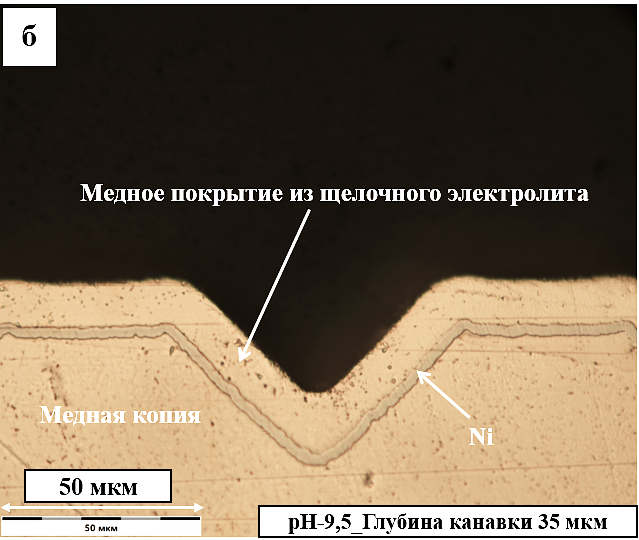 б
Медное покрытие из щелочного электролита
Медная копия
Ni
50 мкм
50 мкм
pH-9,5_Глубина канавки 35 мкм